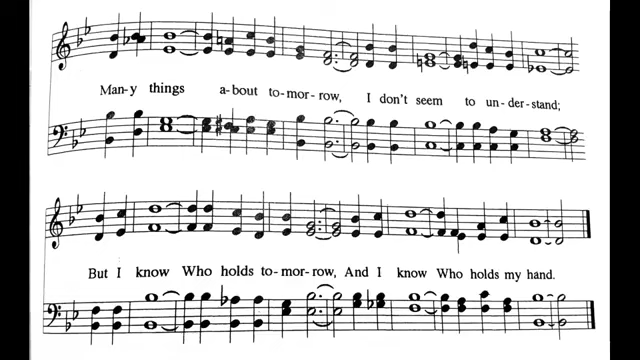 Man-y things a-bout to-mor-row, I don't seem to un-der-stand;
But I know Who holds to-mor-row, And I know Who holds my hand.